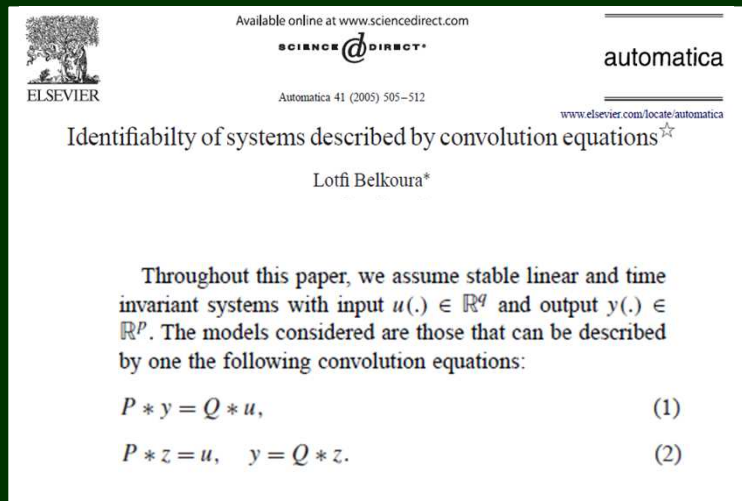 Available online at www.sciencedirect.com
SCIENCE @ DIRECT®
ELSEVIER
Automatica 41 (2005) 505–512
automatica
www.elsevier.com/locate/automatica
Identifiabilty of systems described by convolution equations☆
Lotfi Belkoura*
Throughout this paper, we assume stable linear and time
invariant systems with input u(.) ∈ ℝ^q and output y(.) ∈
ℝ^p. The models considered are those that can be described
by one the following convolution equations:
P * y = Q * u, (1)
P * z = u, y = Q * z. (2)